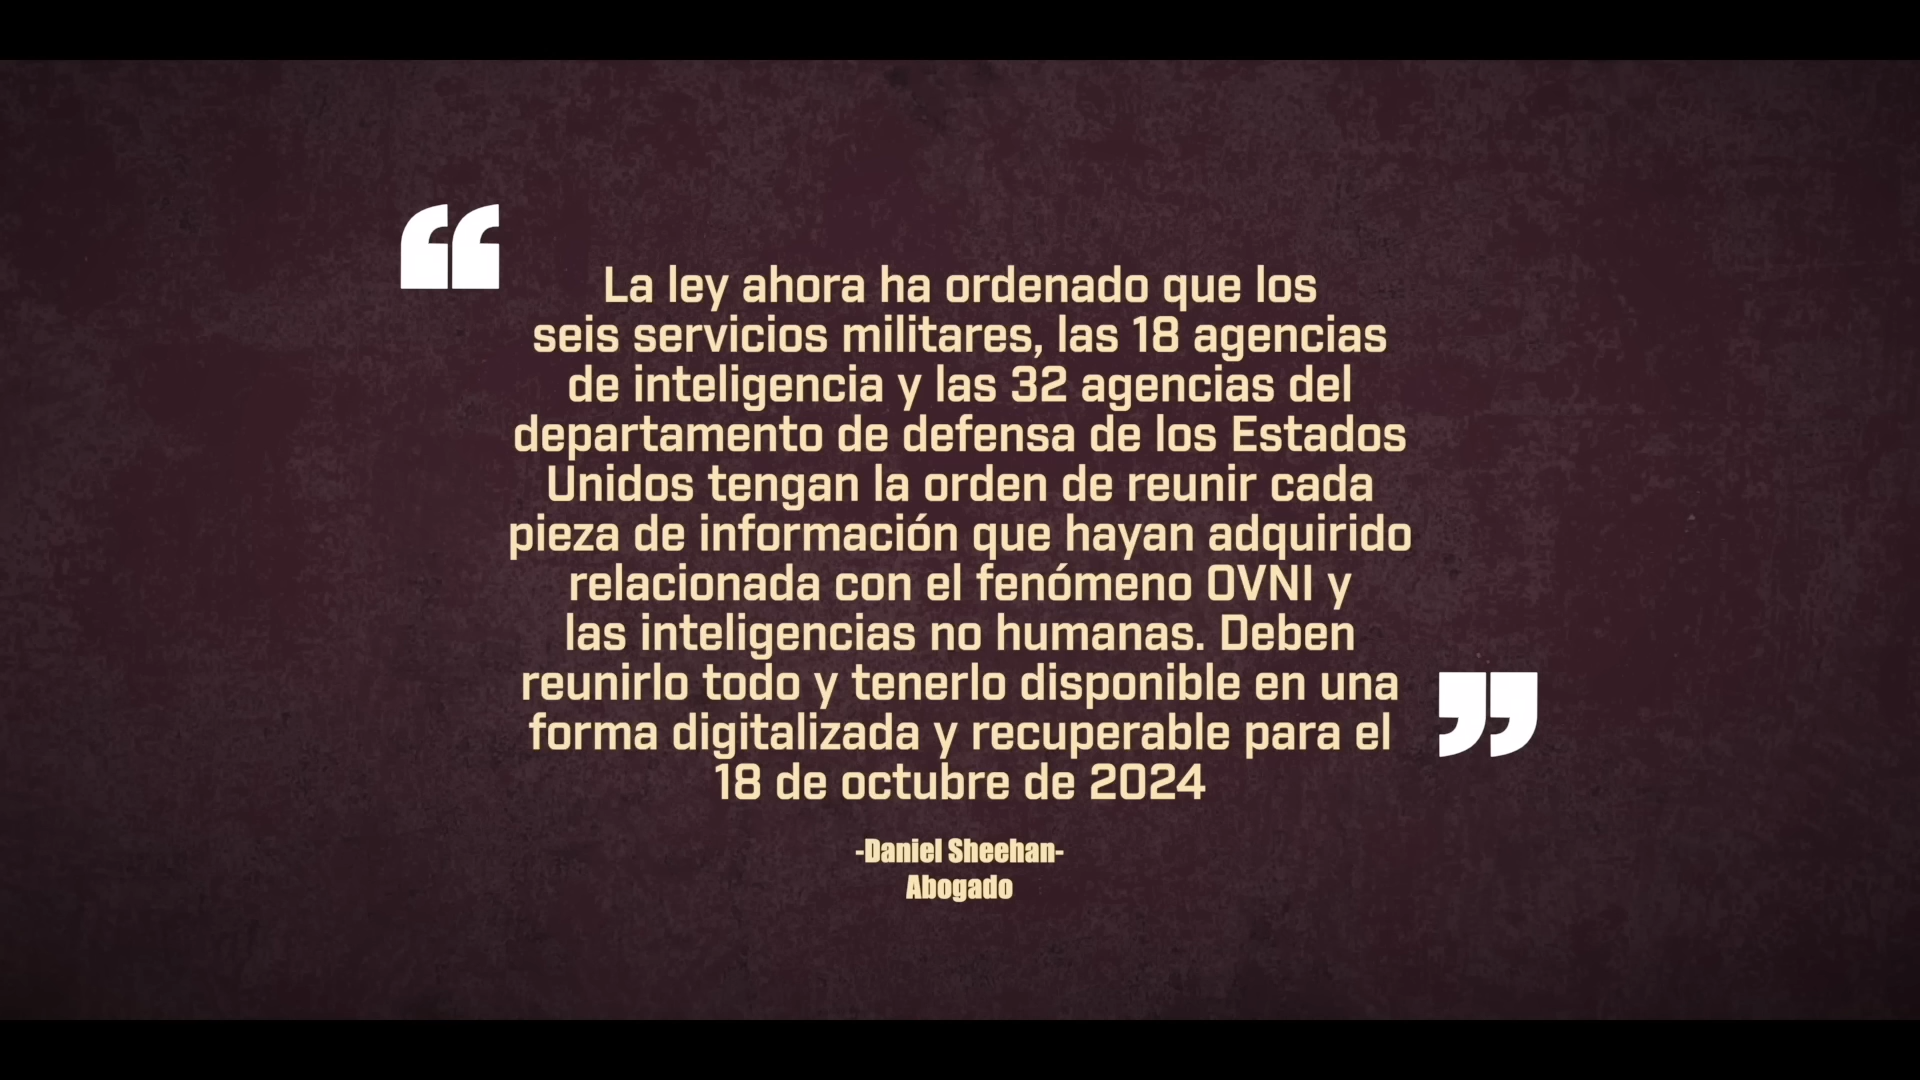 “
La ley ahora ha ordenado que los
seis servicios militares, las 18 agencias
de inteligencia y las 32 agencias del
departamento de defensa de los Estados
Unidos tengan la orden de reunir cada
pieza de información que hayan adquirido
relacionada con el fenómeno OVNI y
las inteligencias no humanas. Deben
reunirlo todo y tenerlo disponible en una
forma digitalizada y recuperable para el
18 de octubre de 2024
”
-Daniel Sheehan-
Abogado